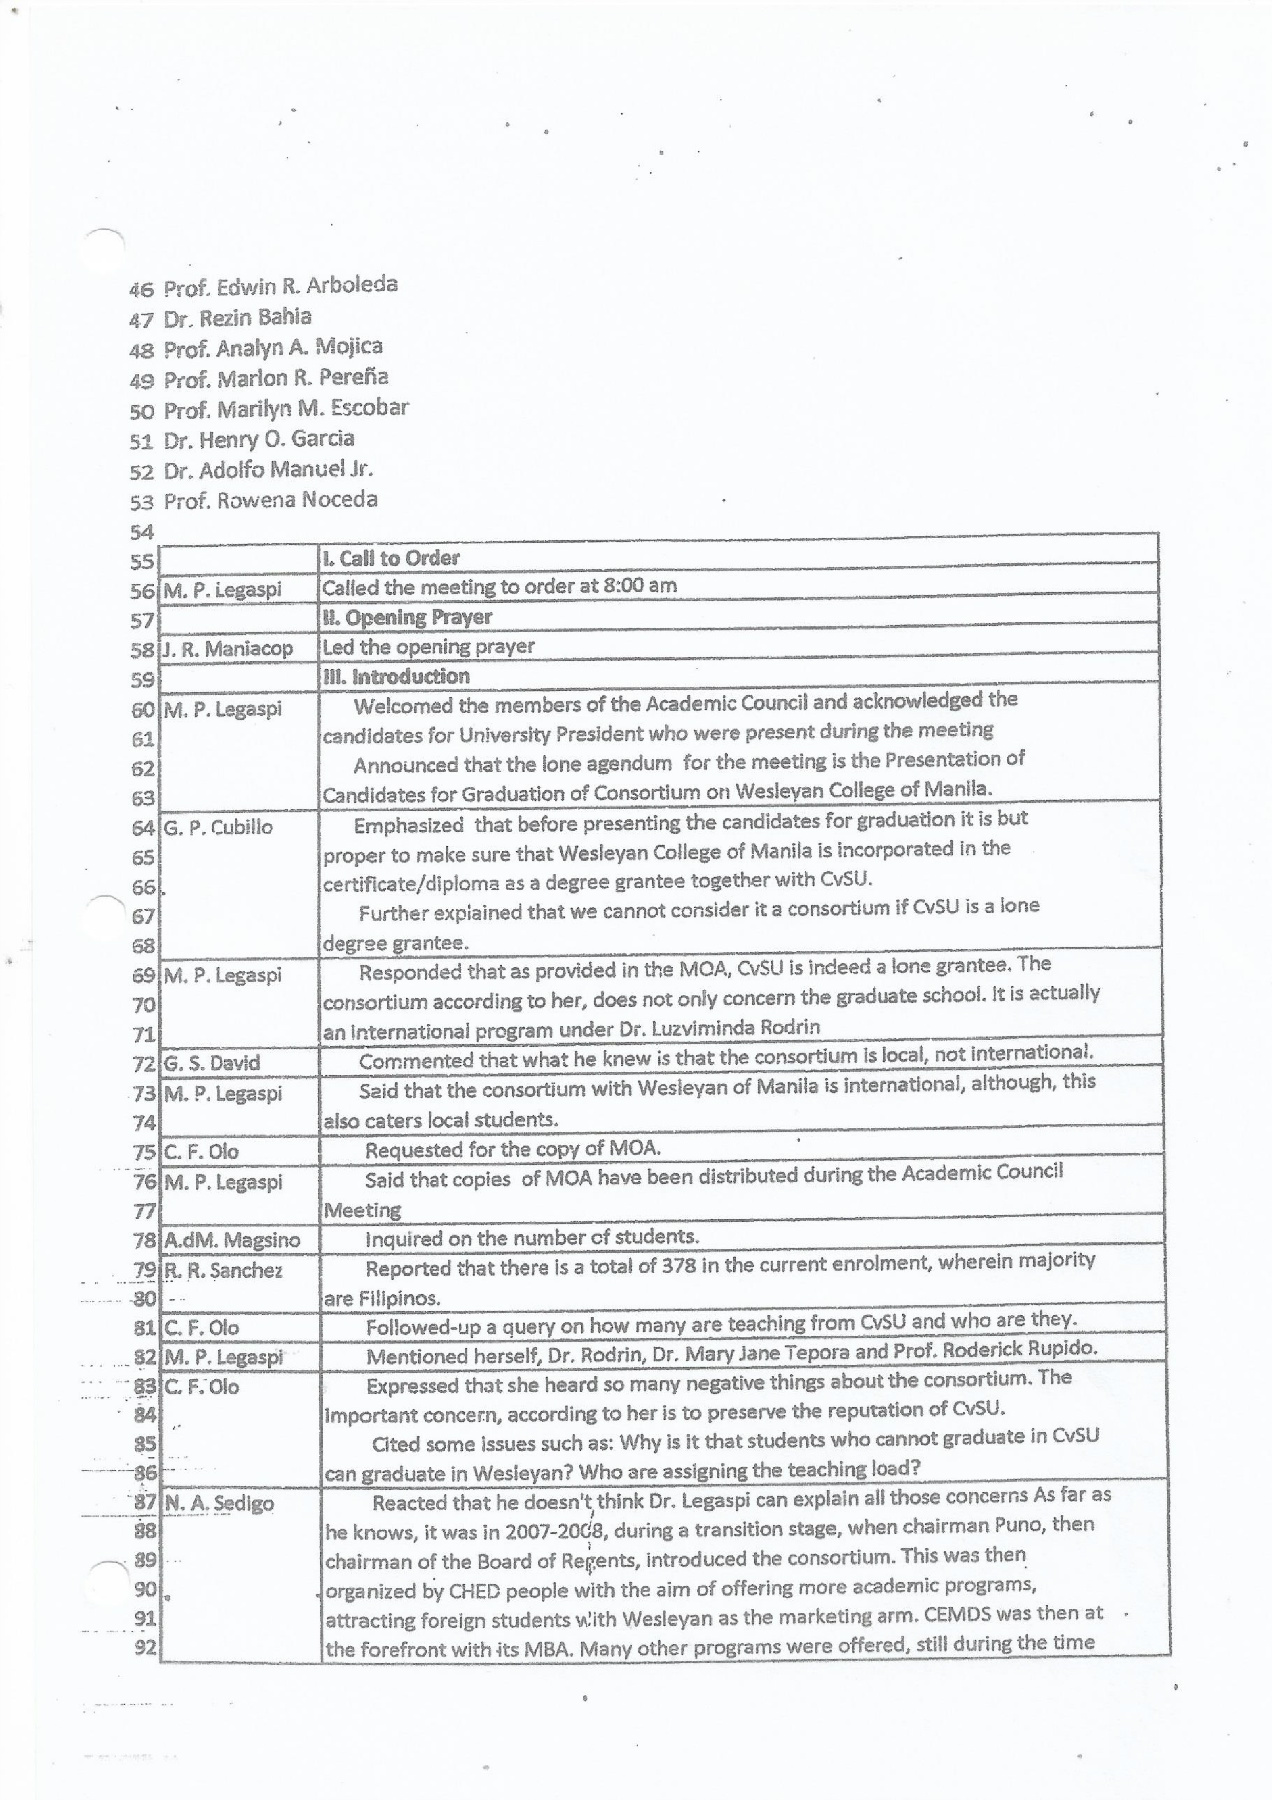 46 Prof. Edwin R. Arboleda
47 Dr. Rezin Bahia
48 Prof. Analyn A. Mojica
49 Prof. Marlon R. Pereña
50 Prof. Marilyn M. Escobar
51 Dr. Henry O. Garcia
52 Dr. Adolfo Manuel Jr.
53 Prof. Rowena Noceda
54
55 I. Call to Order
56 M. P. Legaspi Called the meeting to order at 8:00 am
57 II. Opening Prayer
58 J. R. Maniacop Led the opening prayer
59 III. Introduction
60 M. P. Legaspi Welcomed the members of the Academic Council and acknowledged the
61 candidates for University President who were present during the meeting
62 Announced that the lone agendum for the meeting is the Presentation of
63 Candidates for Graduation of Consortium on Wesleyan College of Manila.
64 G. P. Cubillo Emphasized that before presenting the candidates for graduation it is but
65 proper to make sure that Wesleyan College of Manila is incorporated in the
66 certificate/diploma as a degree grantee together with CvSU.
67 Further explained that we cannot consider it a consortium if CvSU is a lone
68 degree grantee.
69 M. P. Legaspi Responded that as provided in the MOA, CvSU is indeed a lone grantee. The
70 consortium according to her, does not only concern the graduate school. It is actually
71 an International program under Dr. Luzviminda Rodrin
72 G. S. David Commented that what he knew is that the consortium is local, not international.
73 M. P. Legaspi Said that the consortium with Wesleyan of Manila is international, although, this
74 also caters local students.
75 C. F. Olo Requested for the copy of MOA.
76 M. P. Legaspi Said that copies of MOA have been distributed during the Academic Council
77 Meeting
78 A.dM. Magsino Inquired on the number of students.
79 R. R. Sanchez Reported that there is a total of 378 in the current enrolment, wherein majority
80 are Filipinos.
81 C. F. Olo Followed-up a query on how many are teaching from CvSU and who are they.
82 M. P. Legaspi Mentioned herself, Dr. Rodrin, Dr. Mary Jane Tepora and Prof. Roderick Rupido.
83 C. F. Olo Expressed that she heard so many negative things about the consortium. The
84 important concern, according to her is to preserve the reputation of CvSU.
85 Cited some issues such as: Why is it that students who cannot graduate in CvSU
86 can graduate in Wesleyan? Who are assigning the teaching load?
87 N. A. Sedigo Reacted that he doesn't think Dr. Legaspi can explain all those concerns As far as
88 he knows, it was in 2007-2008, during a transition stage, when chairman Puno, then
89 chairman of the Board of Regents, introduced the consortium. This was then
90 organized by CHED people with the aim of offering more academic programs,
91 attracting foreign students with Wesleyan as the marketing arm. CEMDS was then at
92 the forefront with its MBA. Many other programs were offered, still during the time